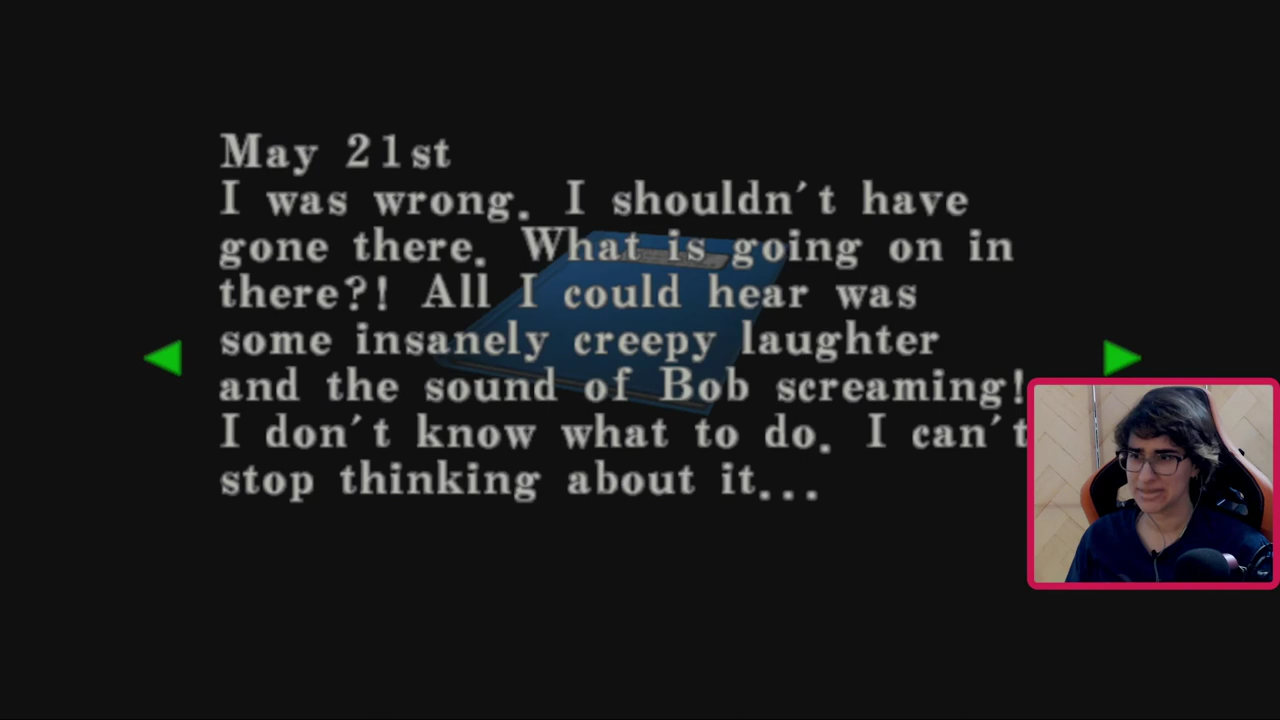 May 21st
I was wrong. I shouldn't have
gone there. What is going on in
there?! All I could hear was
some insanely creepy laughter
and the sound of Bob screaming!
I don't know what to do. I can't
stop thinking about it...